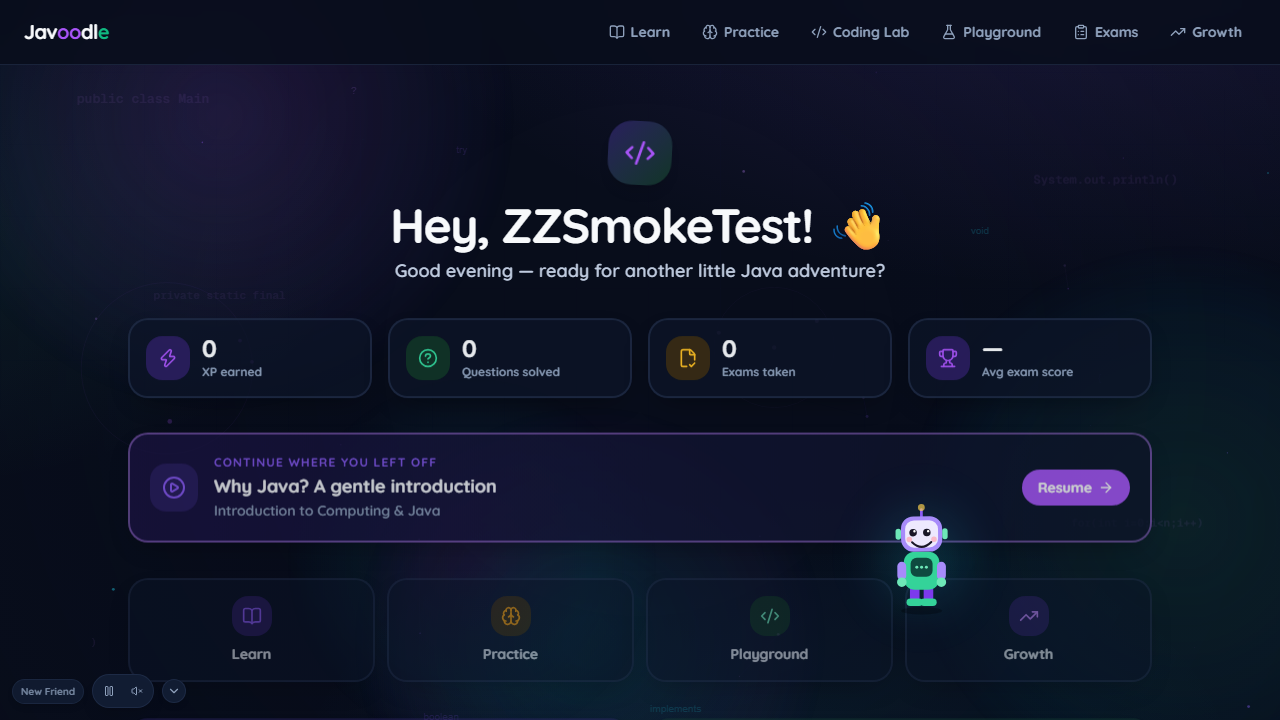 Javoodle
Learn
Practice
Coding Lab
Playground
Exams
Growth
public class Main
?
by
System.out.println()
Hey, ZZSmokeTest! 👋
void
Good evening — ready for another little Java adventure?
private static final
0
XP earned
0
Questions solved
0
Exams taken
—
Avg exam score
CONTINUE WHERE YOU LEFT OFF
Why Java? A gentle introduction
Introduction to Computing & Java
Resume
Learn
Practice
Playground
Growth
}
New Friend
implements
boolean